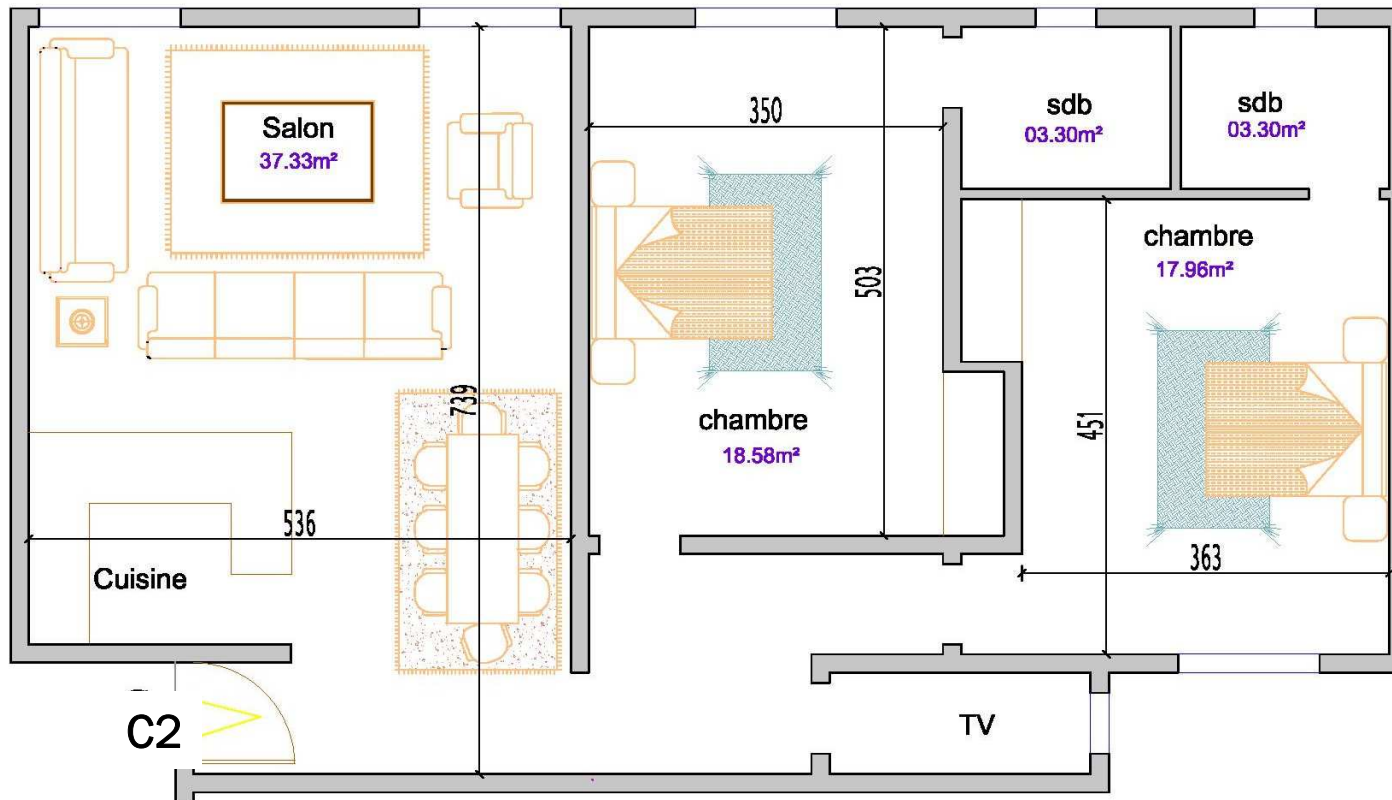 Salon
37.33m²
350
sdb
03.30m²
sdb
03.30m²
chambre
17.96m²
503
739
chambre
18.58m²
451
536
Cuisine
363
C2
TV